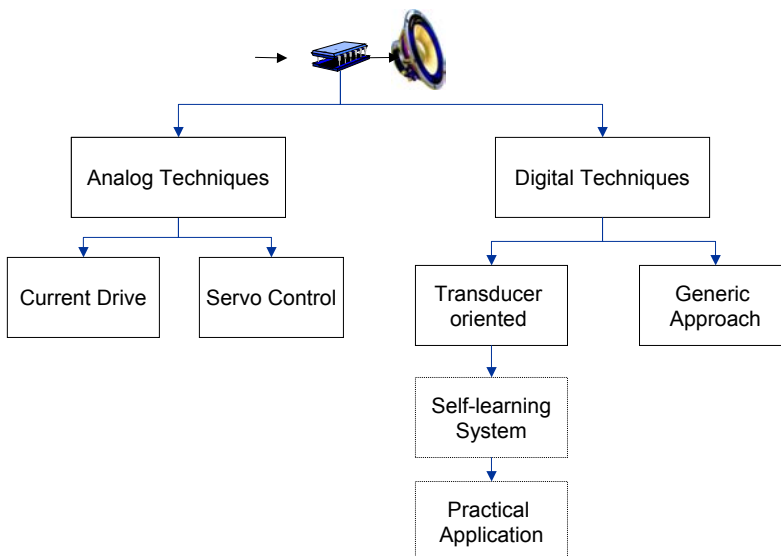 Analog Techniques
Digital Techniques
Current Drive
Servo Control
Transducer
oriented
Generic
Approach
Self-learning
System
Practical
Application